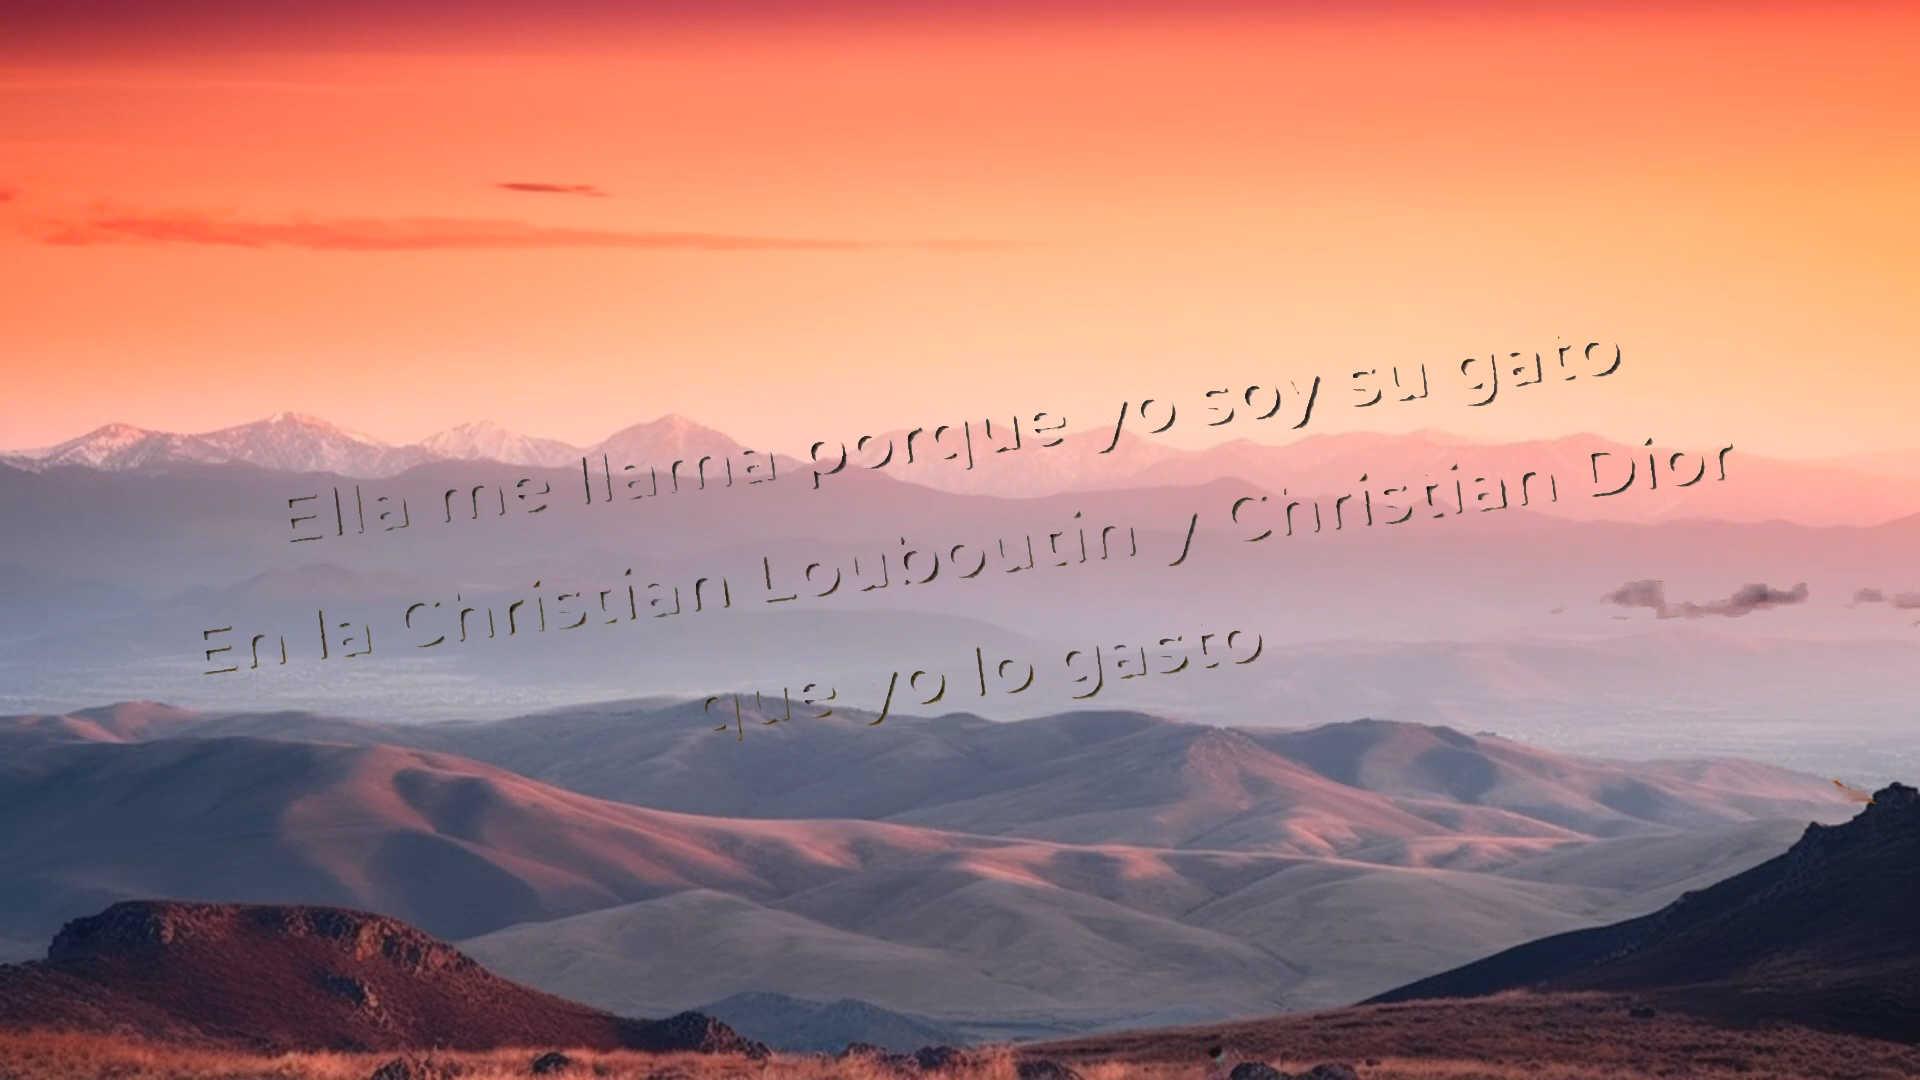 Ella me llama porque yo soy su gato
En la Christian Louboutin y Christian Dior
que yo lo gasto